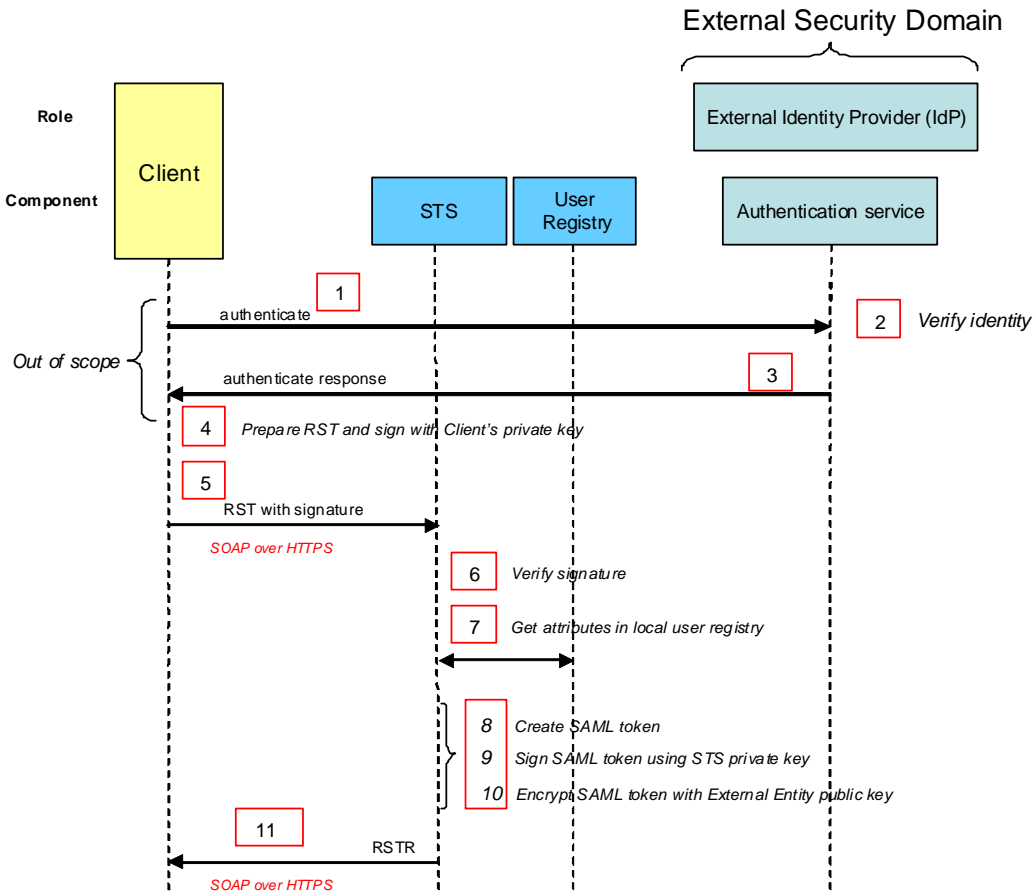 External Security Domain
Role
External Identity Provider (IdP)
Client
Component
STS
User
Registry
Authentication service
1
authenticate
2
Verify identity
Out of scope
3
authenticate response
4
Prepare RST and sign with Client's private key
5
RST with signature
SOAP over HTTPS
6
Verify signature
7
Get attributes in local user registry
8
Create SAML token
9
Sign SAML token using STS private key
10
Encrypt SAML token with External Entity public key
11
RSTR
SOAP over HTTPS